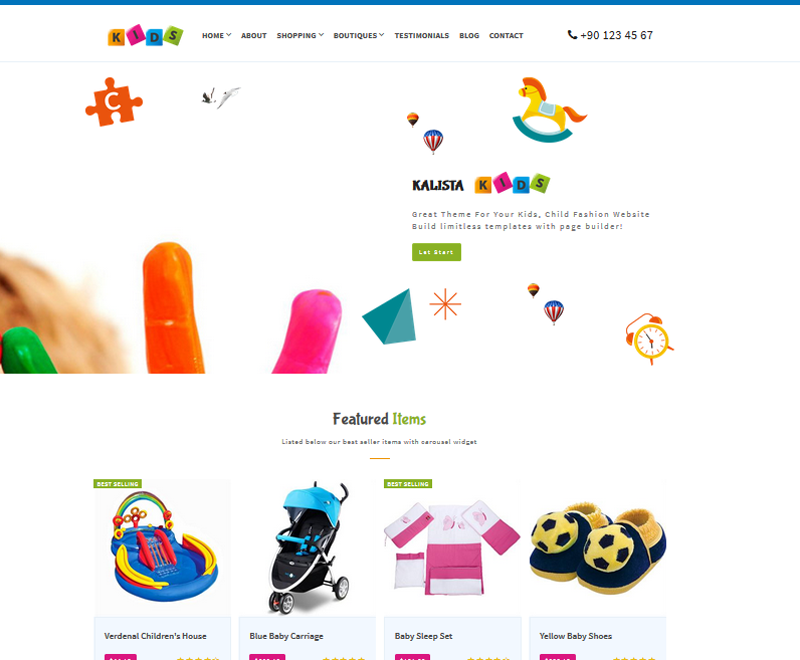 KIDS
HOME ABOUT SHOPPING BOUTIQUES TESTIMONIALS BLOG CONTACT
+90 123 45 67
C
KALISTA KIDS
Great Theme For Your Kids, Child Fashion Website
Build limitless templates with page builder!
Let Start
Featured Items
Listed below our best seller items with carousel widget
BEST SELLING
BEST SELLING
Verdenal Children's House
Blue Baby Carriage
Baby Sleep Set
Yellow Baby Shoes